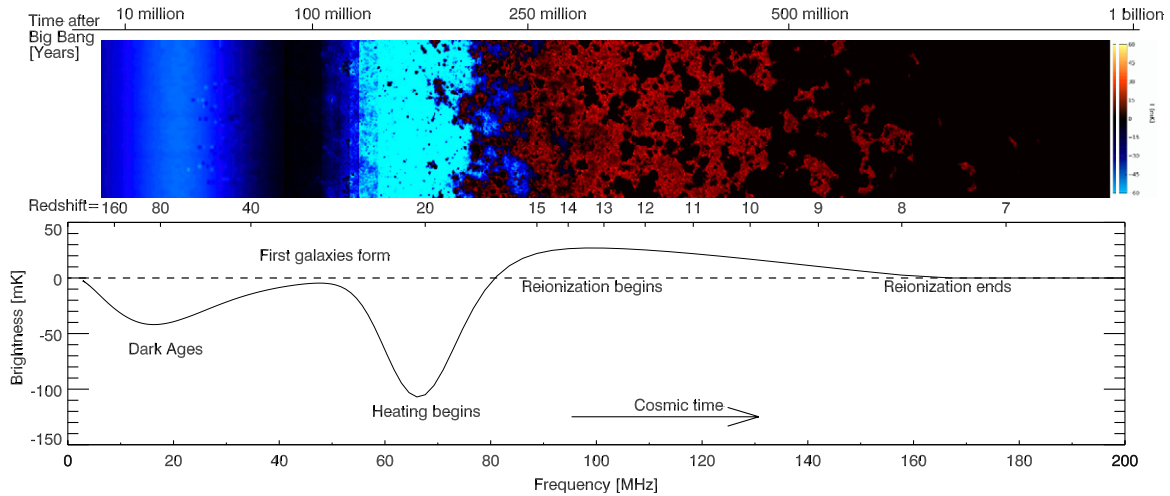 Time after Big Bang [Years]
10 million 100 million 250 million 500 million 1 billion
Redshift= 160 80 40 20 15 14 13 12 11 10 9 8 7
50
0
-50
-100
-150
Brightness [mK]
First galaxies form
Reionization begins
Reionization ends
Dark Ages
Heating begins
Cosmic time
0 20 40 60 80 100 120 140 160 180 200
Frequency [MHz]